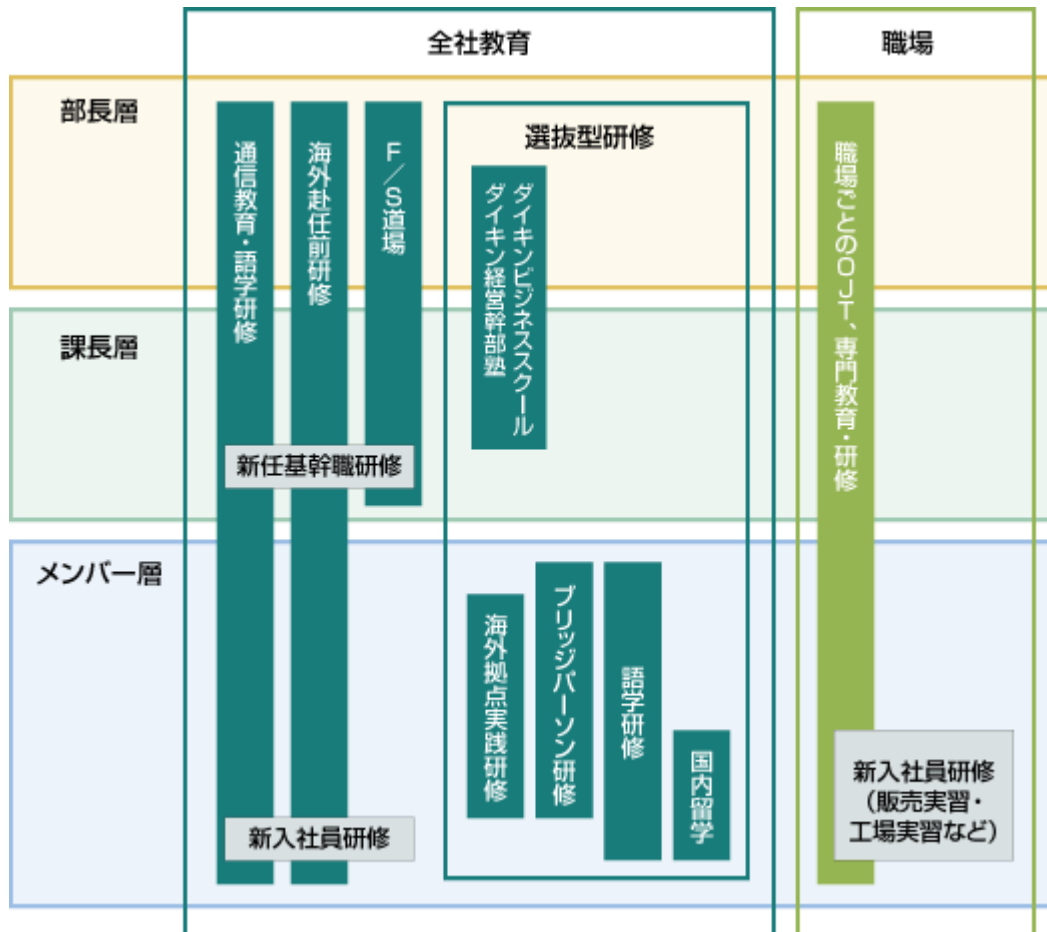 全社教育
職場
部長層
課長層
メンバー層
通信教育・語学研修
海外赴任前研修
F／S道場
選抜型研修
ダイキンビジネススクール
ダイキン経営幹部塾
職場ごとのOJT、専門教育・研修
新任基幹職研修
海外拠点実践研修
ブリッジパーソン研修
語学研修
国内留学
新入社員研修
新入社員研修
（販売実習・
工場実習など）